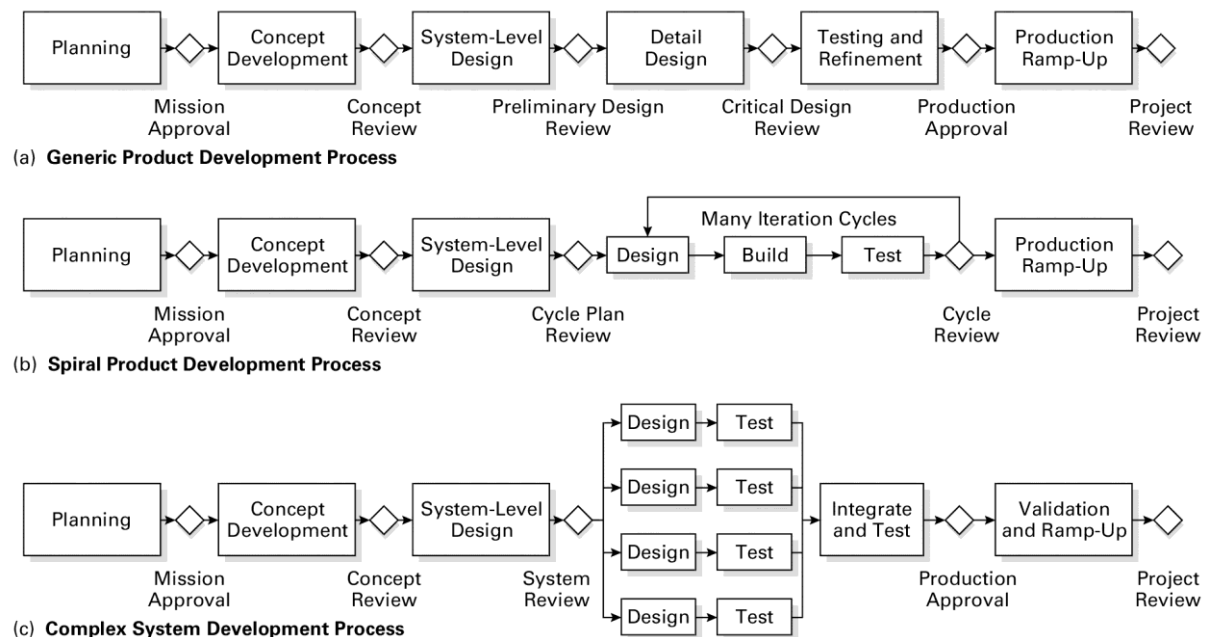 Planning
Concept
Development
System-Level
Design
Detail
Design
Testing and
Refinement
Production
Ramp-Up
Mission
Approval
Concept
Review
Preliminary Design
Review
Critical Design
Review
Production
Approval
Project
Review
(a) Generic Product Development Process
Many Iteration Cycles
Planning
Concept
Development
System-Level
Design
Design
Build
Test
Production
Ramp-Up
Mission
Approval
Concept
Review
Cycle Plan
Review
Cycle
Review
Project
Review
(b) Spiral Product Development Process
Design
Test
Design
Test
Planning
Concept
Development
System-Level
Design
Integrate
and Test
Validation
and Ramp-Up
Design
Test
Mission
Approval
Concept
Review
System
Review
Production
Approval
Project
Review
Design
Test
(c) Complex System Development Process